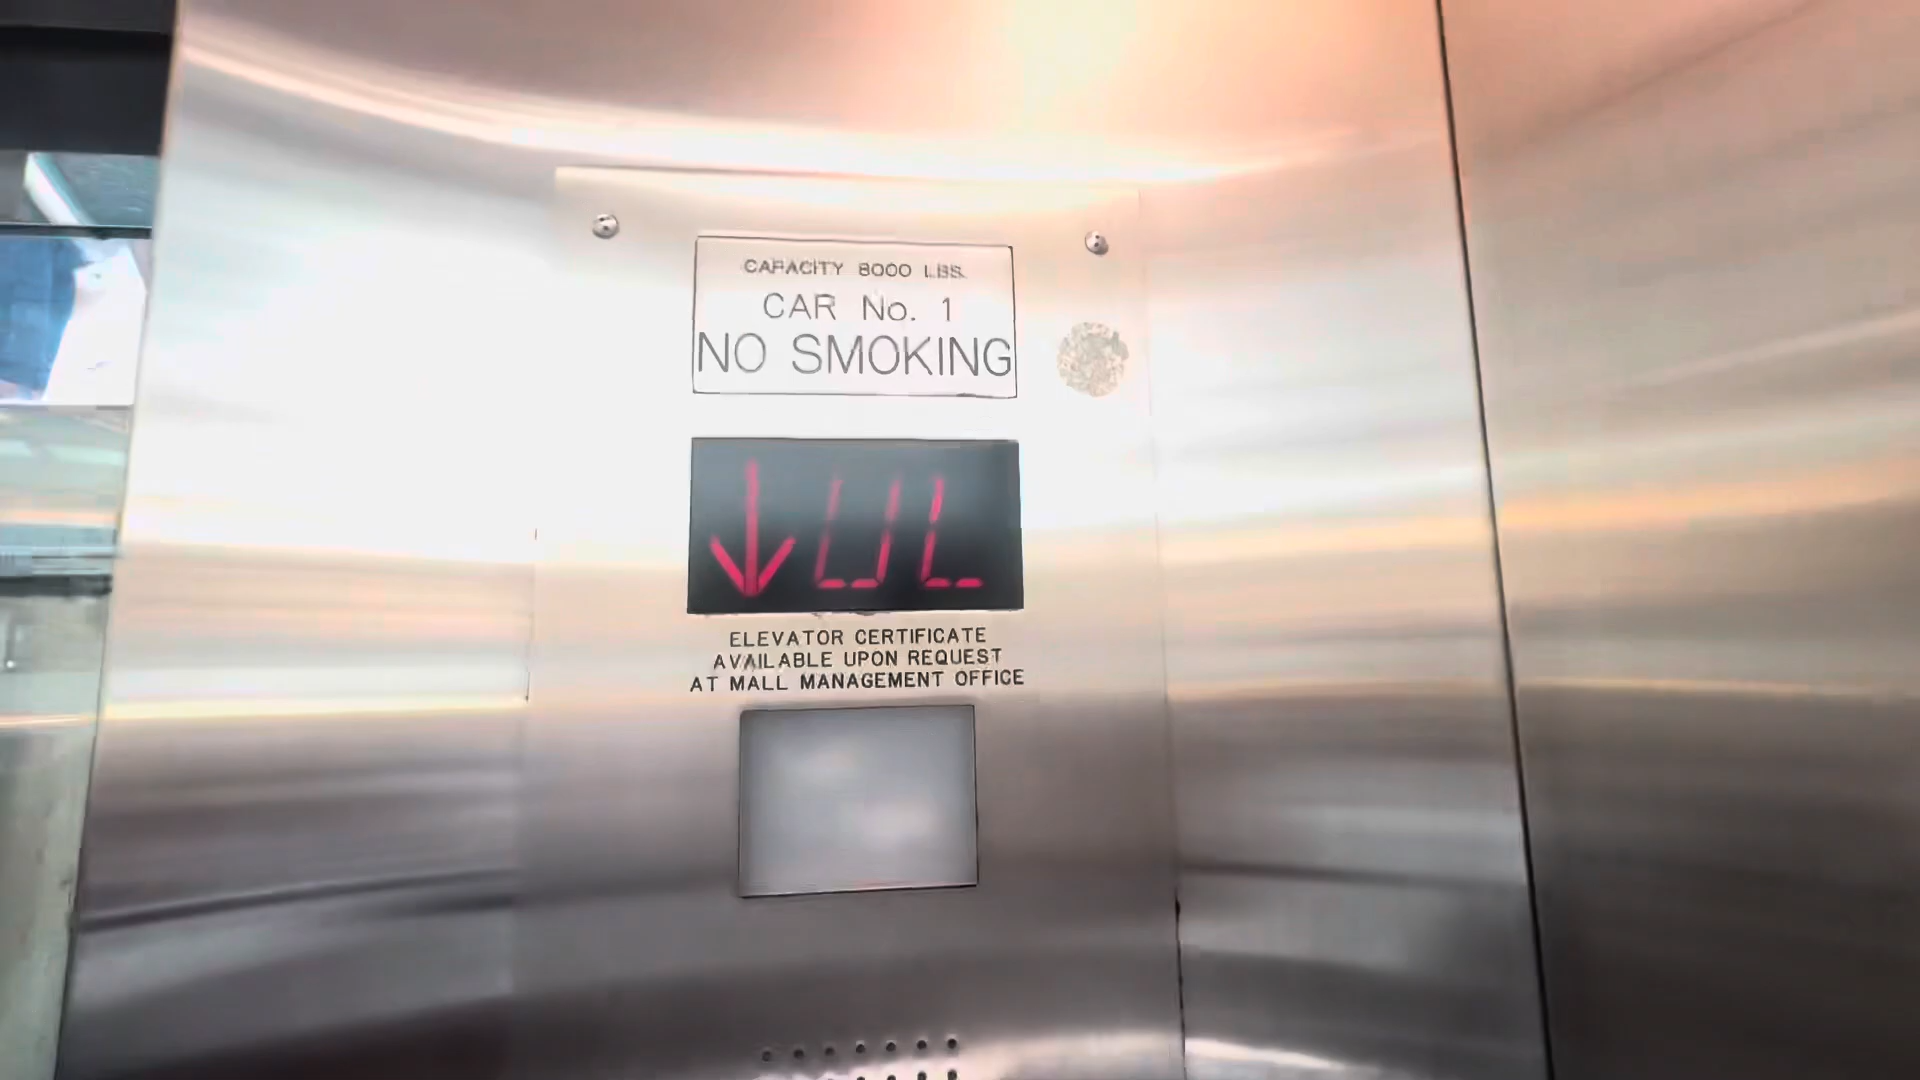 CAPACITY 8000 LBS.
CAR No. 1
NO SMOKING
↓ UL
ELEVATOR CERTIFICATE
AVAILABLE UPON REQUEST
AT MALL MANAGEMENT OFFICE